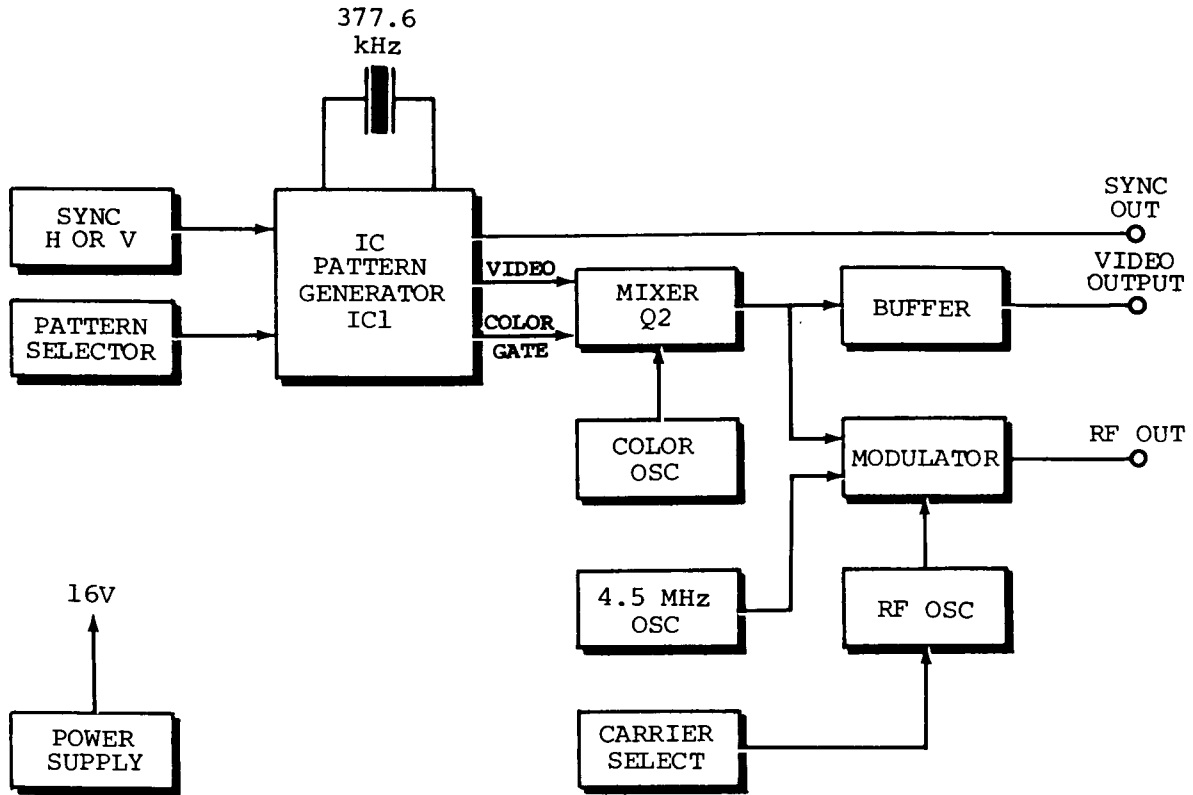 377.6
kHz
SYNC
H OR V
PATTERN
SELECTOR
IC
PATTERN
GENERATOR
IC1
VIDEO
COLOR
GATE
MIXER
Q2
COLOR
OSC
BUFFER
SYNC
OUT
VIDEO
OUTPUT
MODULATOR
RF OUT
4.5 MHz
OSC
RF OSC
CARRIER
SELECT
16V
POWER
SUPPLY